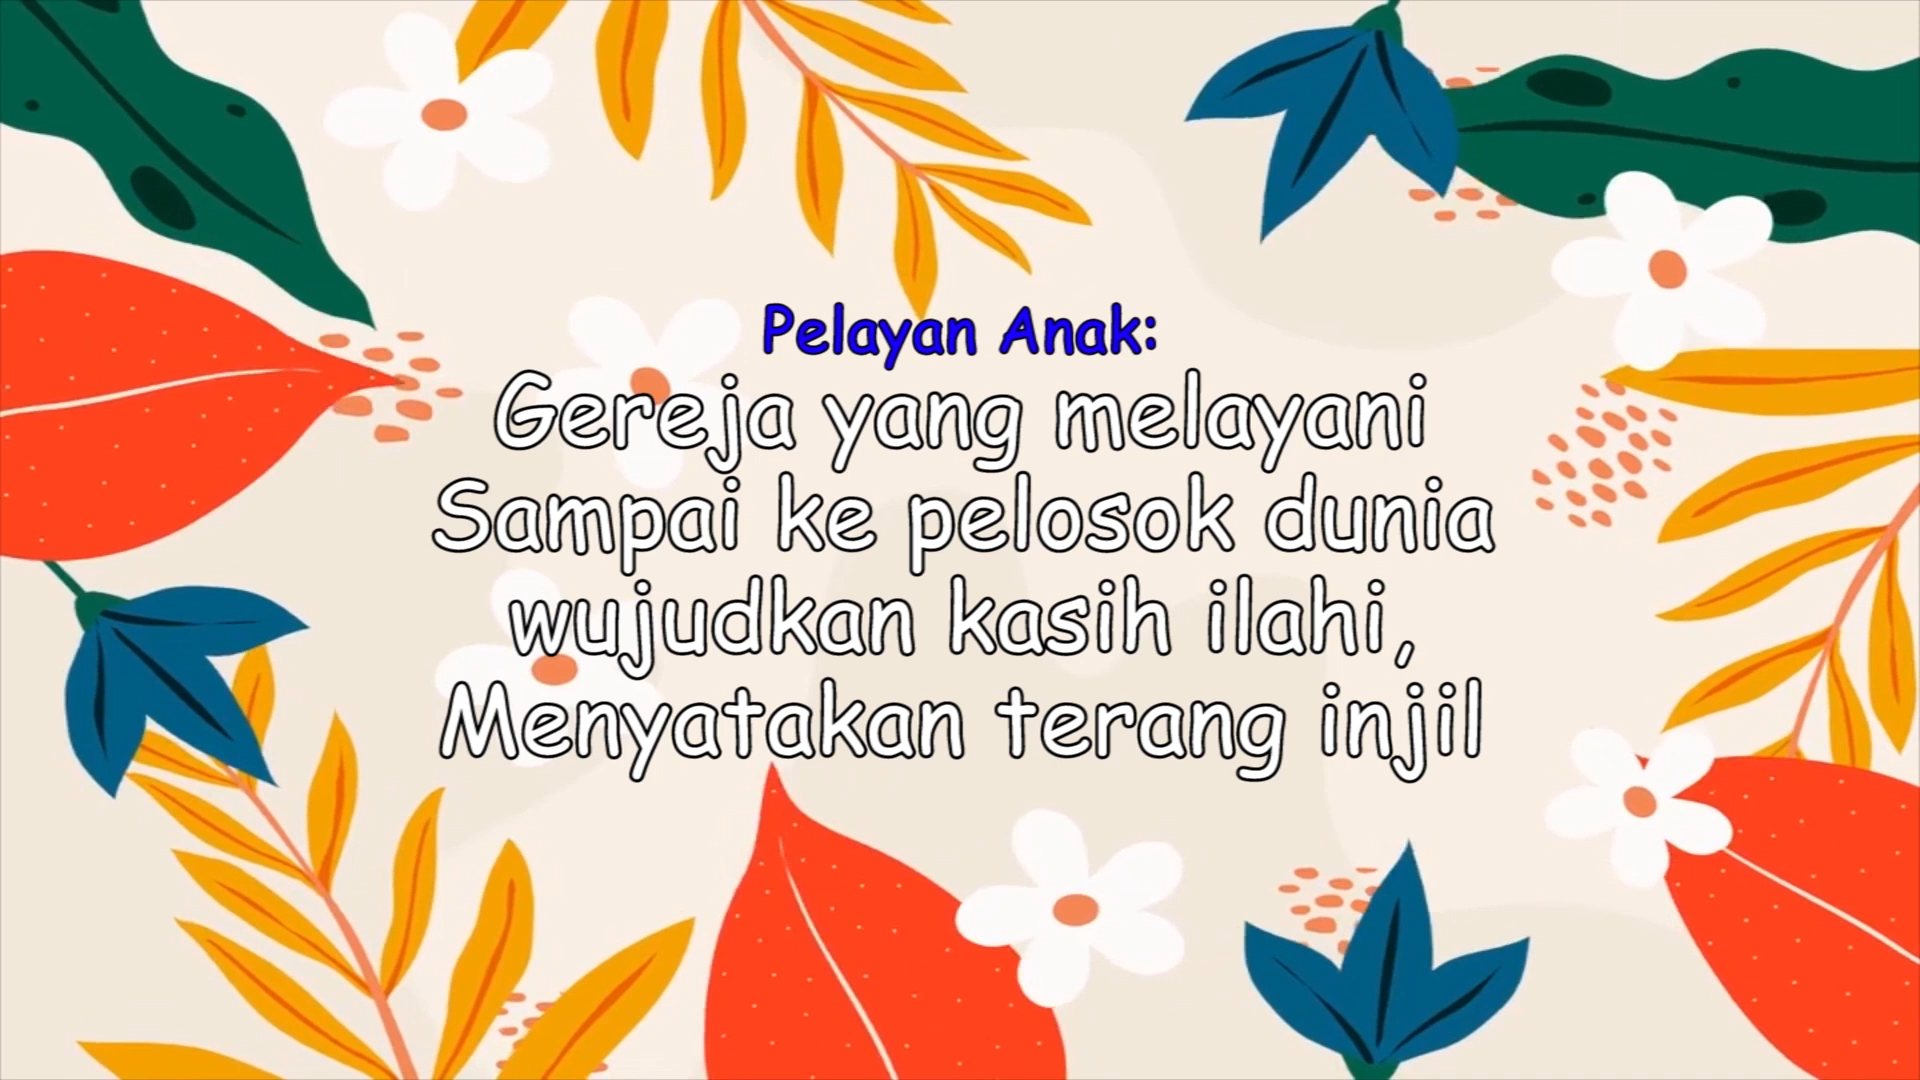 Pelayan Anak:
Gereja yang melayani
Sampai ke pelosok dunia
wujudkan kasih ilahi,
Menyatakan terang injil